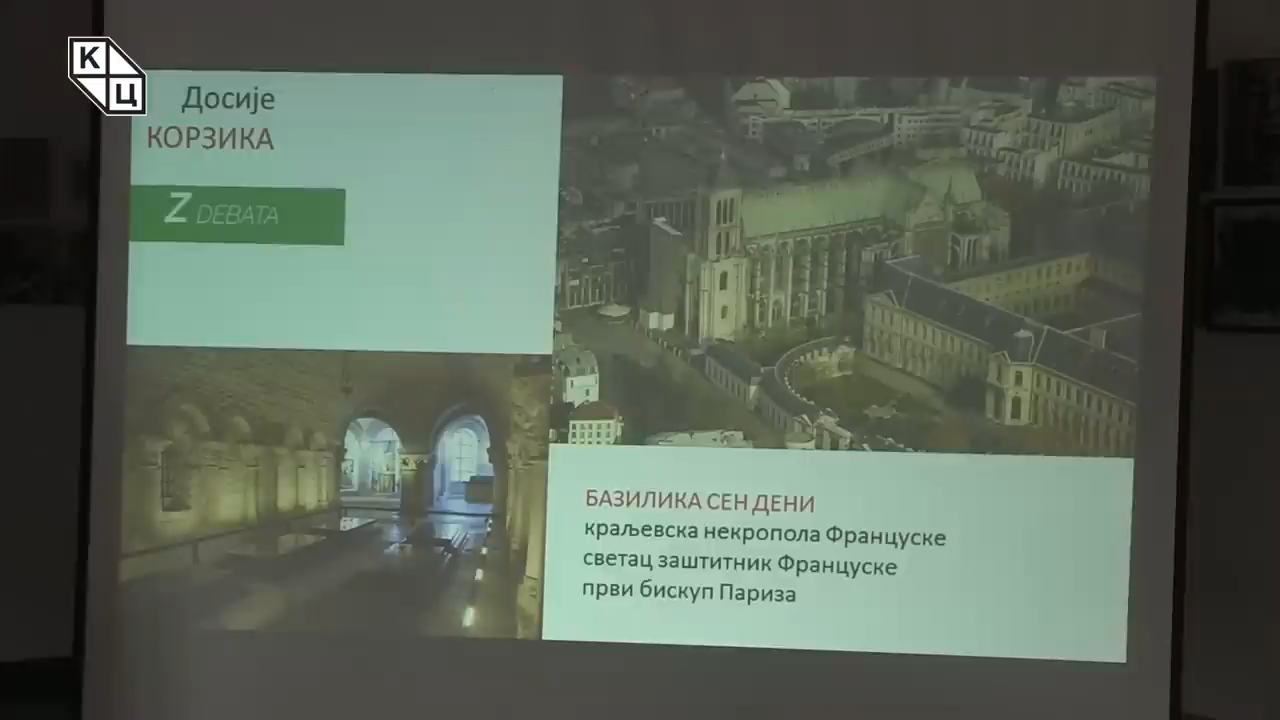 К
Ц
Досије
КОРЗИКА
Z DEBATA
БАЗИЛИКА СЕН ДЕНИ
краљевска некропола Француске
светац заштитник Француске
први бискуп Париза